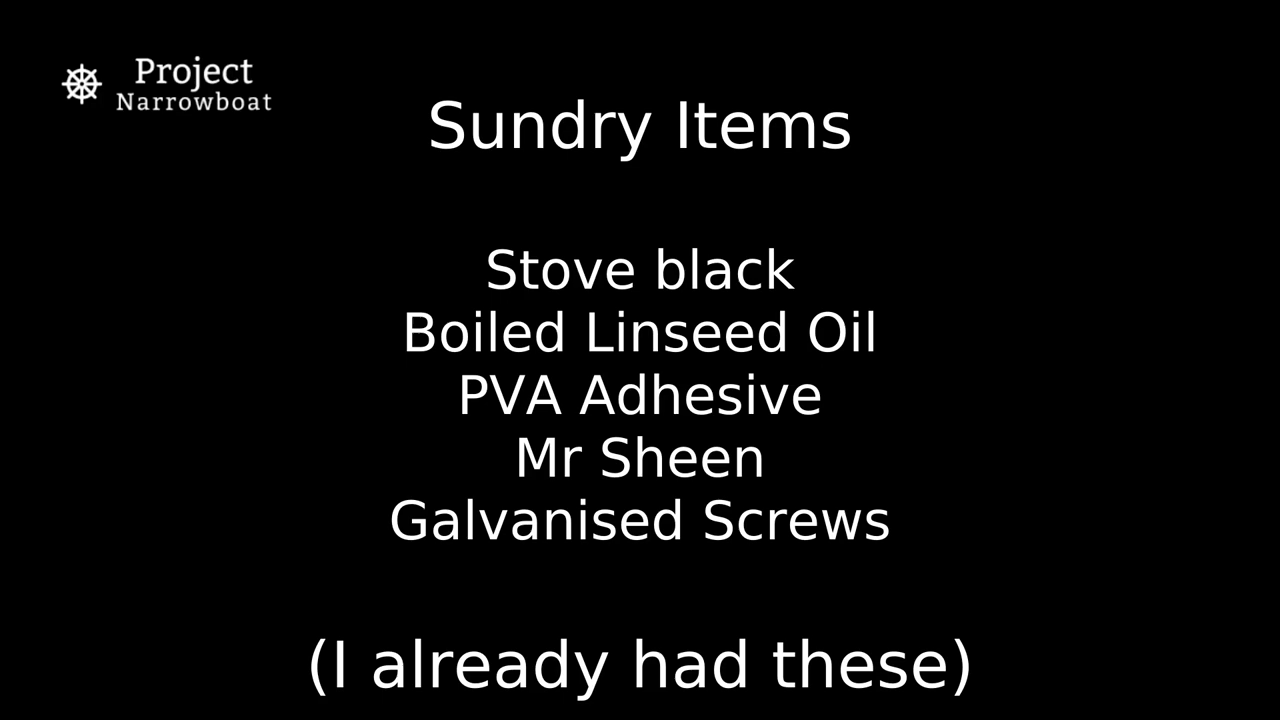 Project
Narrowboat
Sundry Items
Stove black
Boiled Linseed Oil
PVA Adhesive
Mr Sheen
Galvanised Screws
(I already had these)